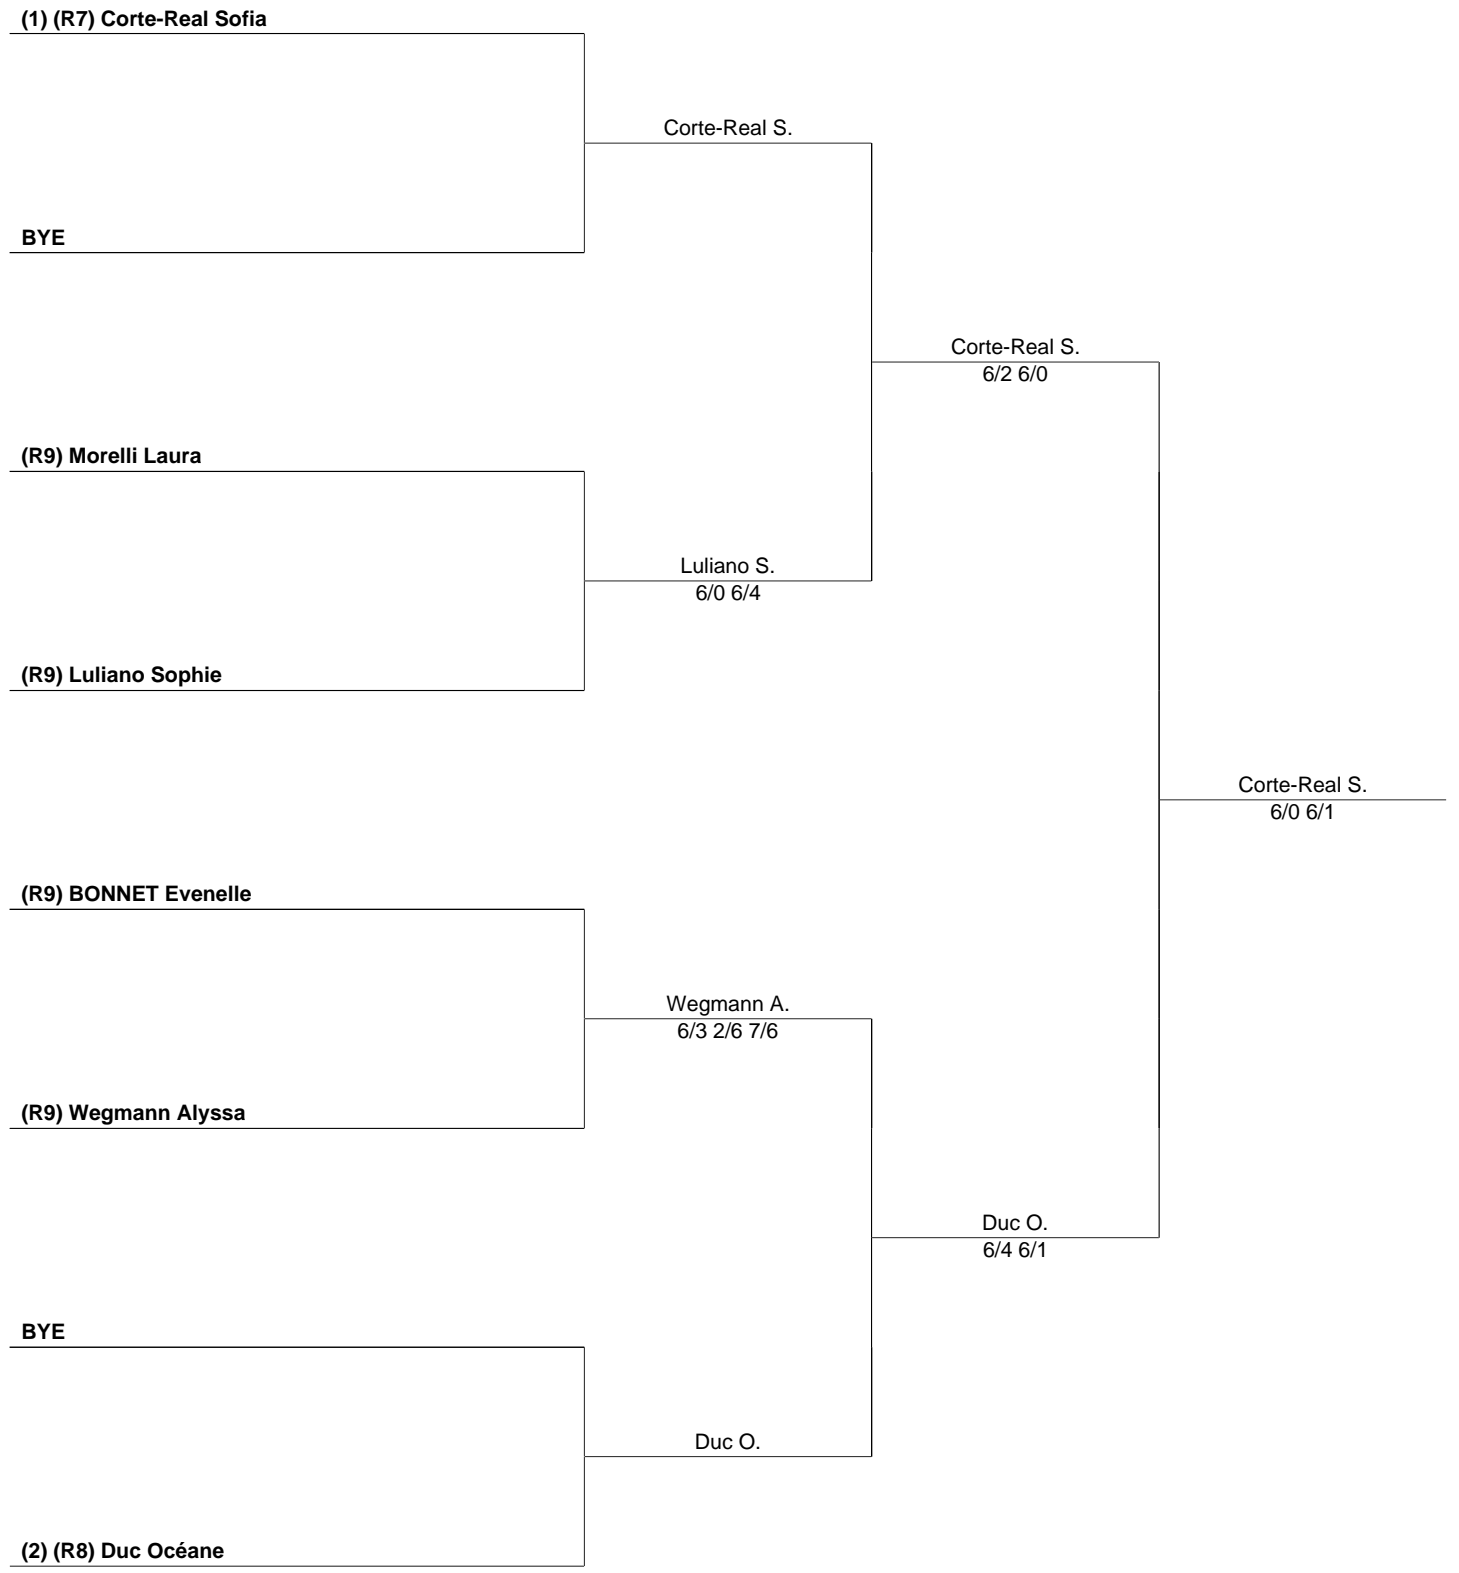 (1) (R7) Corte-Real Sofia
Corte-Real S.
BYE
Corte-Real S.
6/2 6/0
(R9) Morelli Laura
Luliano S.
6/0 6/4
(R9) Luliano Sophie
Corte-Real S.
6/0 6/1
(R9) BONNET Evenelle
Wegmann A.
6/3 2/6 7/6
(R9) Wegmann Alyssa
Duc O.
6/4 6/1
BYE
Duc O.
(2) (R8) Duc Océane